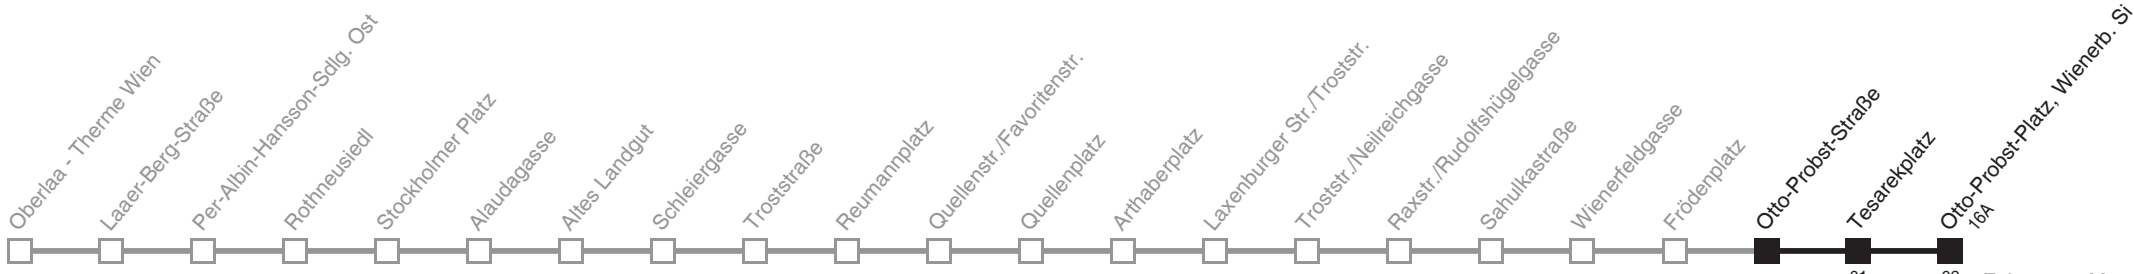 Oberlaa - Therme Wien
Laaer-Berg-Straße
Per-Albin-Hansson-Sdlg. Ost
Rothneusiedl
Stockholmer Platz
Alaudagasse
Altes Landgut
Schleiergasse
Troststraße
Reumannplatz
Quellenstr./Favoritenstr.
Quellenplatz
Arthaberplatz
Laxenburger Str./Troststr.
Troststr./Neilreichgasse
Raxstr./Rudolfshügelgasse
Sahulkastraße
Wienerfeldgasse
Frödenplatz
Otto-Probst-Straße
Tesarekplatz
Otto-Probst-Platz, Wienerb. Si
16A